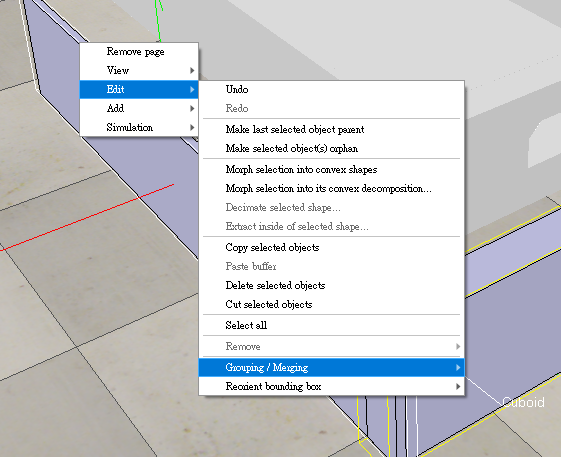 Remove page
View
Edit
Add
Simulation
Undo
Redo
Make last selected object parent
Make selected object(s) orphan
Morph selection into convex shapes
Morph selection into its convex decomposition...
Decimate selected shape...
Extract inside of selected shape...
Copy selected objects
Paste buffer
Delete selected objects
Cut selected objects
Select all
Remove
Grouping / Merging
Reorient bounding box
Cuboid